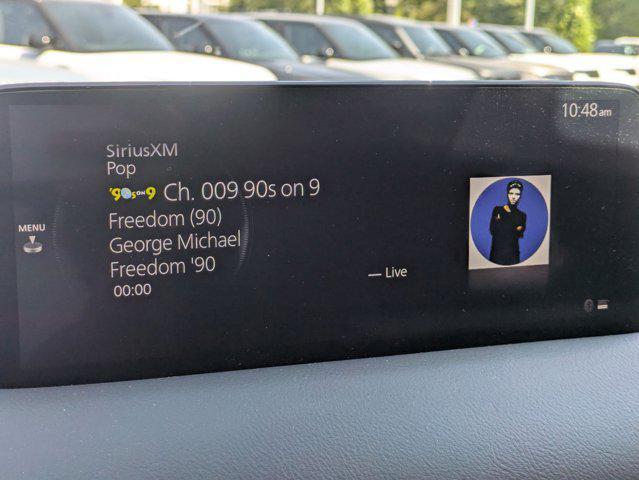 10:48 am
SiriusXM
Pop
'90s ON 9 Ch. 009 90s on 9
MENU
Freedom (90)
George Michael
Freedom '90
00:00
Live